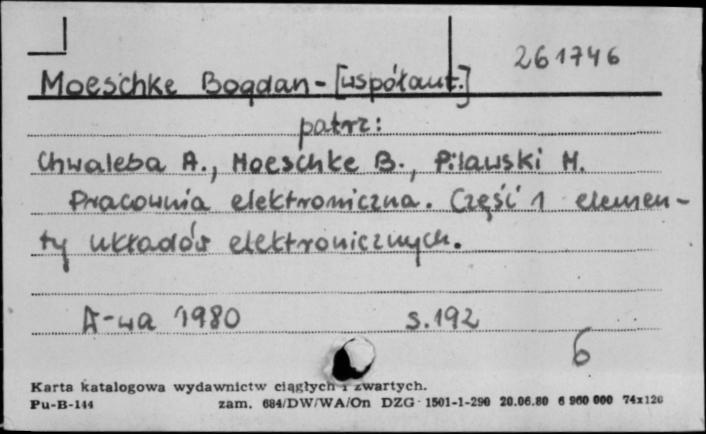 261746
Moeschke Bogdan - [współaut.]
patrz:
Chwaleba A., Moeschke B., Pilawski M.
Pracownia elektroniczna. Część 1 elemen-
ty układów elektronicznych.
W-wa 1980 s.192
6
Karta katalogowa wydawnictw ciągłych i zwartych.
Pu-B-144 zam. 684/DW/WA/On DZG 1501-1-290 20.06.80 6 960 000 74x120